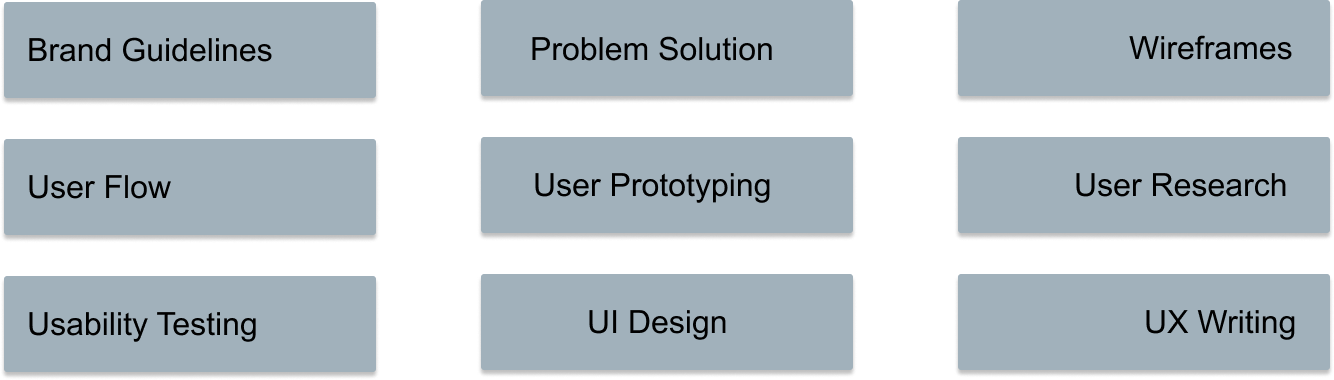 Brand Guidelines
Problem Solution
Wireframes
User Flow
User Prototyping
User Research
Usability Testing
UI Design
UX Writing